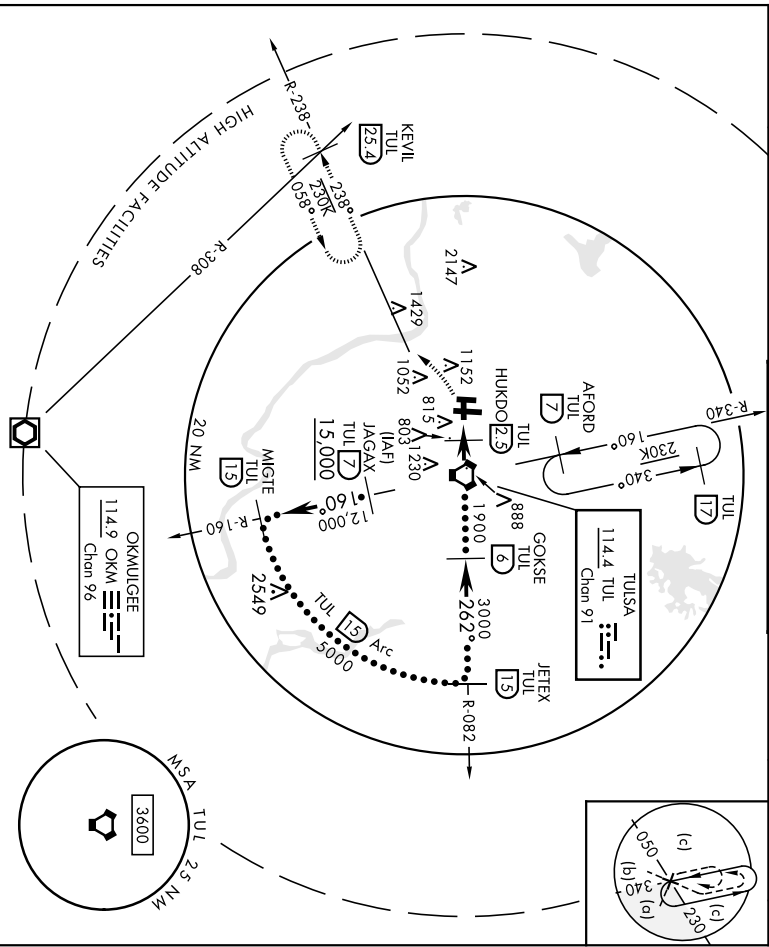 HIGH ALTITUDE FACILITIES
R-238
R-308
KEVIL
TUL
25.4
238°
230K
058°
2147
1429
1152
1052
815
803
1230
888
HUKDO
TUL
2.5
AFORD
TUL
7
R-340
160°
230K
340°
TUL
17
20 NM
(IAF)
JAGAX
TUL 7
15,000
160°
12,000
MIGTE
TUL
15
R-160
2549
TUL 15 Arc
5000
1900
GOKSE
TUL
6
3000
262°
JETEX
TUL
15
R-082
TULSA
114.4 TUL
Chan 91
OKMULGEE
114.9 OKM
Chan 96
MSA TUL 25 NM
3600
050
(c)
(b)
340
(a)
(c)
230